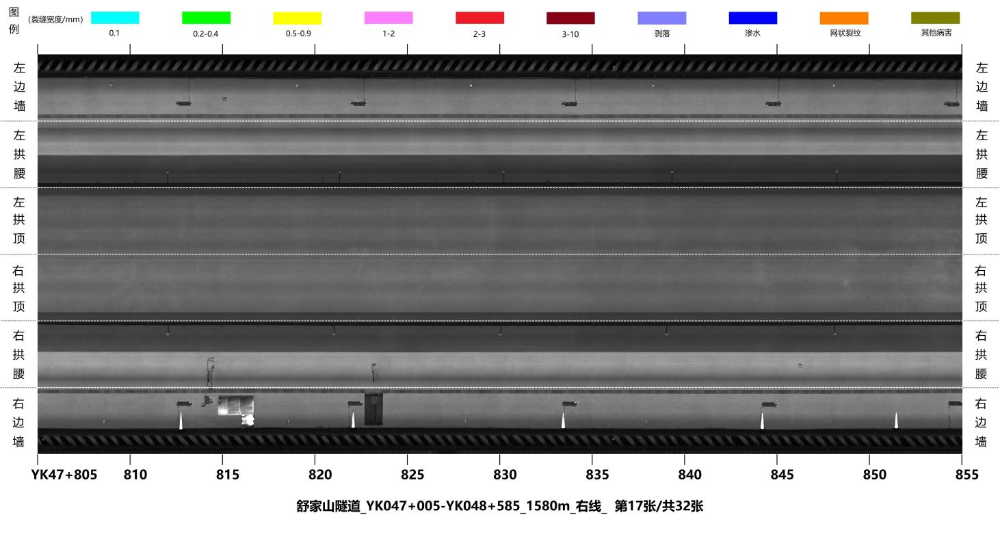 图例
(裂缝宽度/mm)
0.1
0.2-0.4
0.5-0.9
1-2
2-3
3-10
剥落
渗水
网状裂纹
其他病害
左边墙
左边墙
左拱腰
左拱腰
左拱顶
左拱顶
右拱顶
右拱顶
右拱腰
右拱腰
右边墙
右边墙
YK47+805 810 815 820 825 830 835 840 845 850 855
舒家山隧道_YK047+005-YK048+585_1580m_右线_ 第17张/共32张